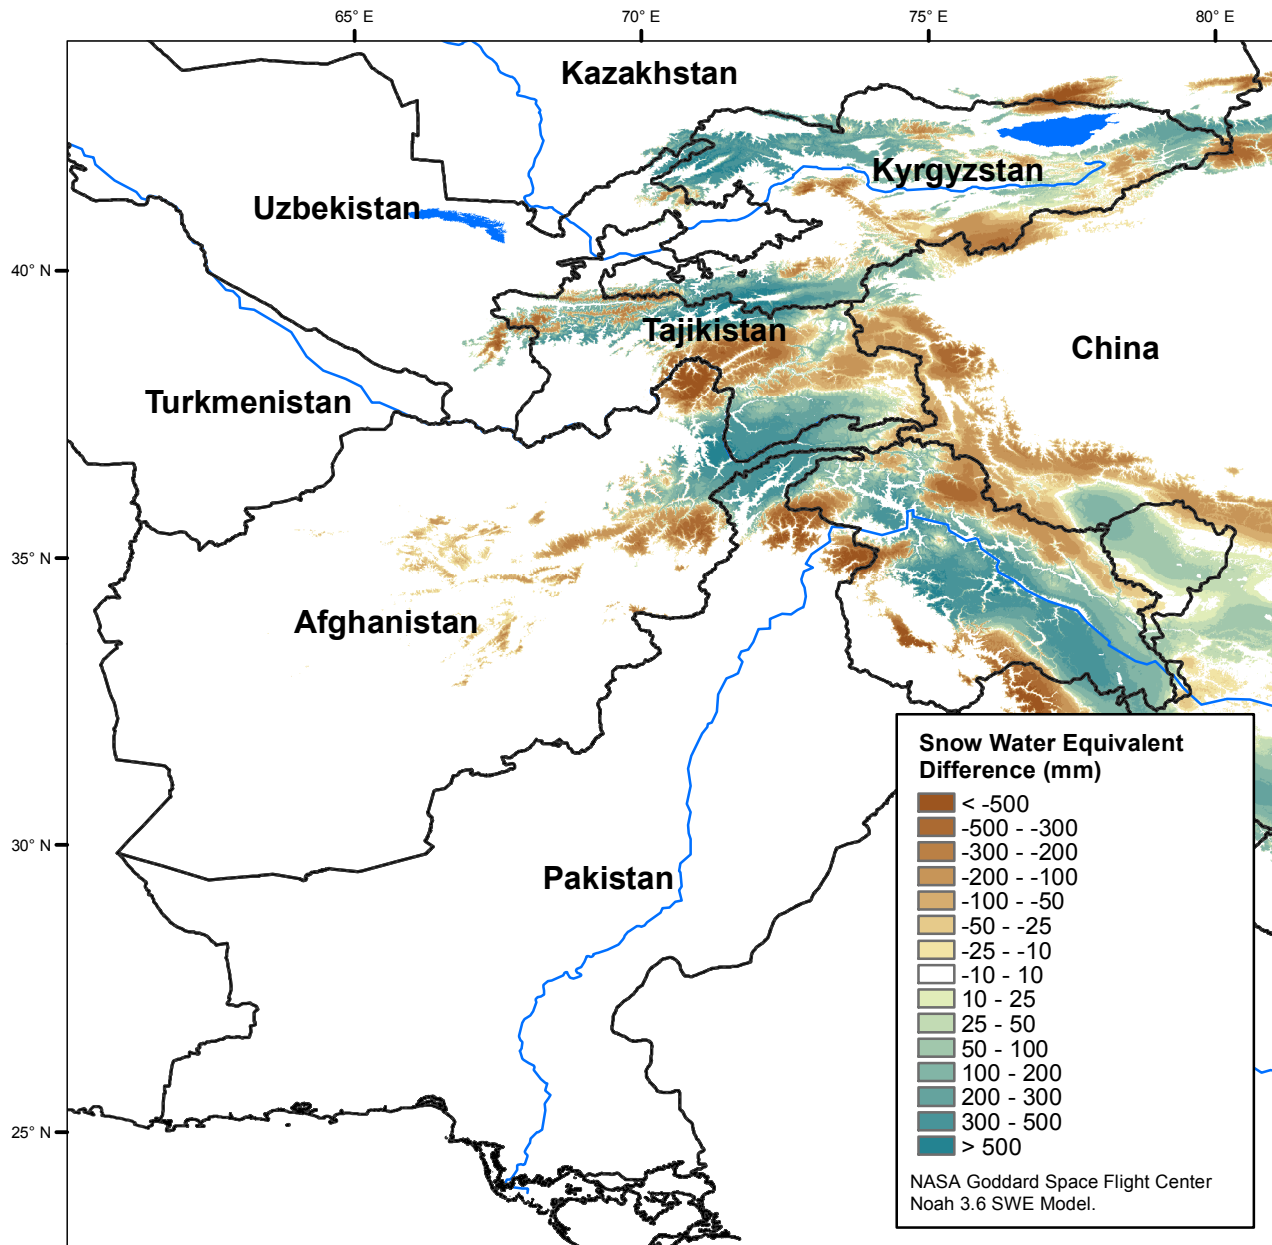 65° E
70° E
75° E
80° E
Kazakhstan
Kyrgyzstan
Uzbekistan
40° N
Tajikistan
China
Turkmenistan
35° N
Afghanistan
Snow Water Equivalent
Difference (mm)
< -500
-500 - -300
-300 - -200
-200 - -100
-100 - -50
-50 - -25
-25 - -10
-10 - 10
10 - 25
25 - 50
50 - 100
100 - 200
200 - 300
300 - 500
> 500
30° N
Pakistan
25° N
NASA Goddard Space Flight Center
Noah 3.6 SWE Model.